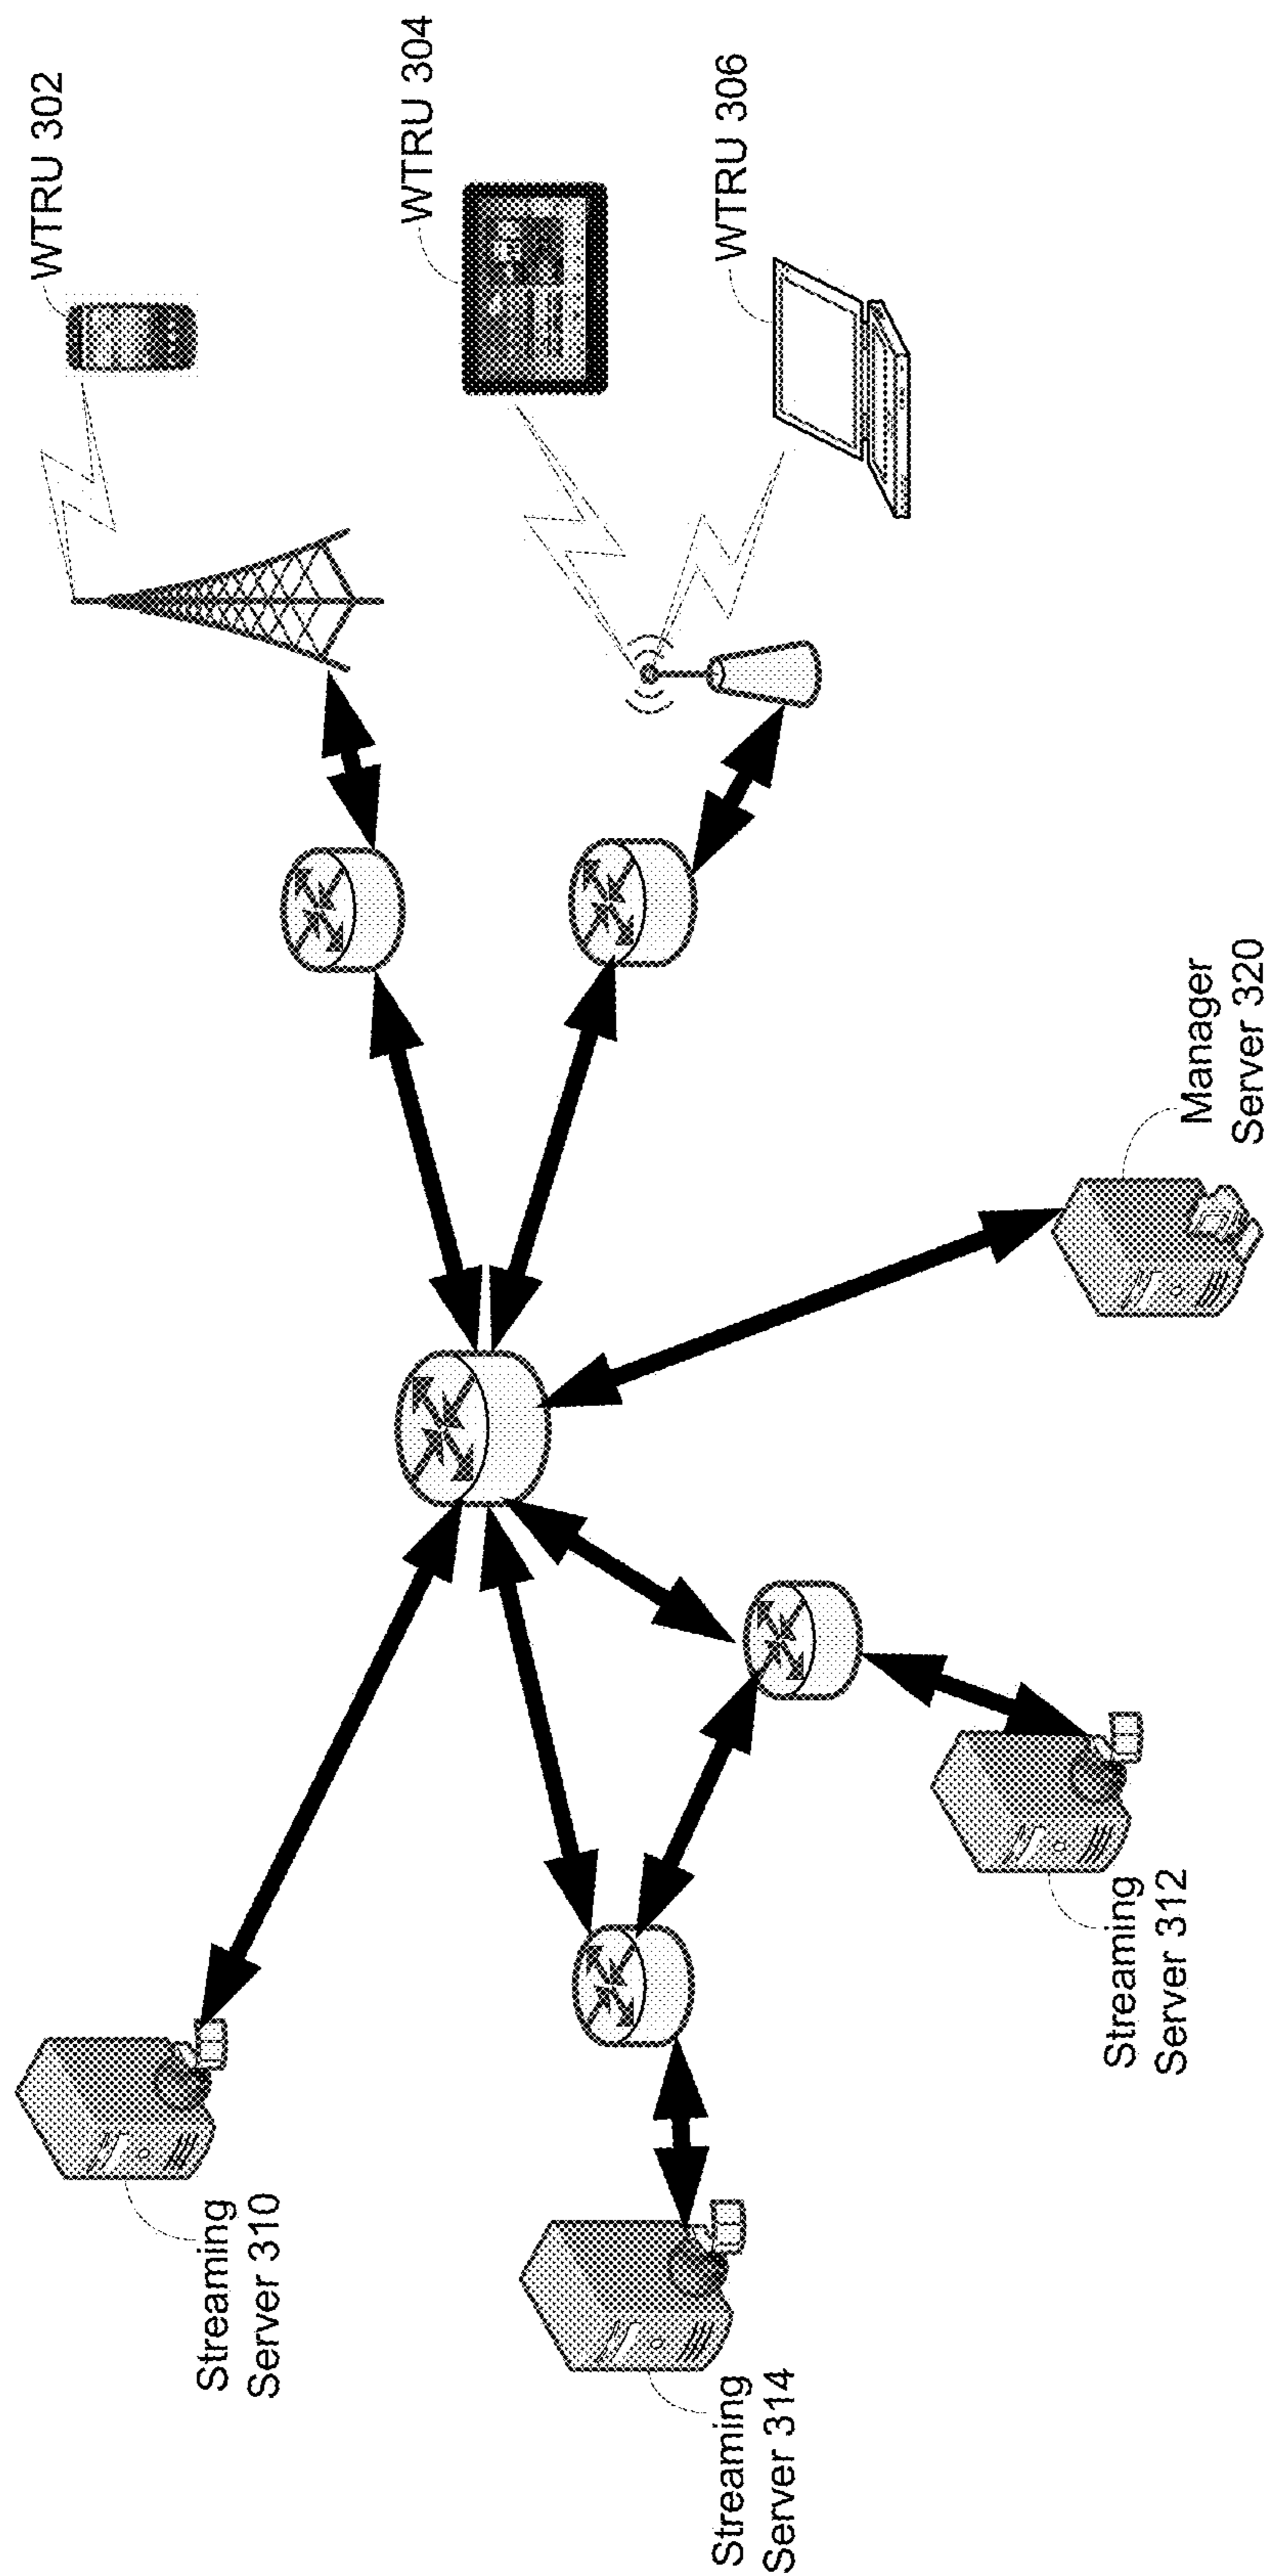 WTRU 302
WTRU 304
WTRU 306
Manager
Server 320
Streaming
Server 310
Streaming
Server 312
Streaming
Server 314